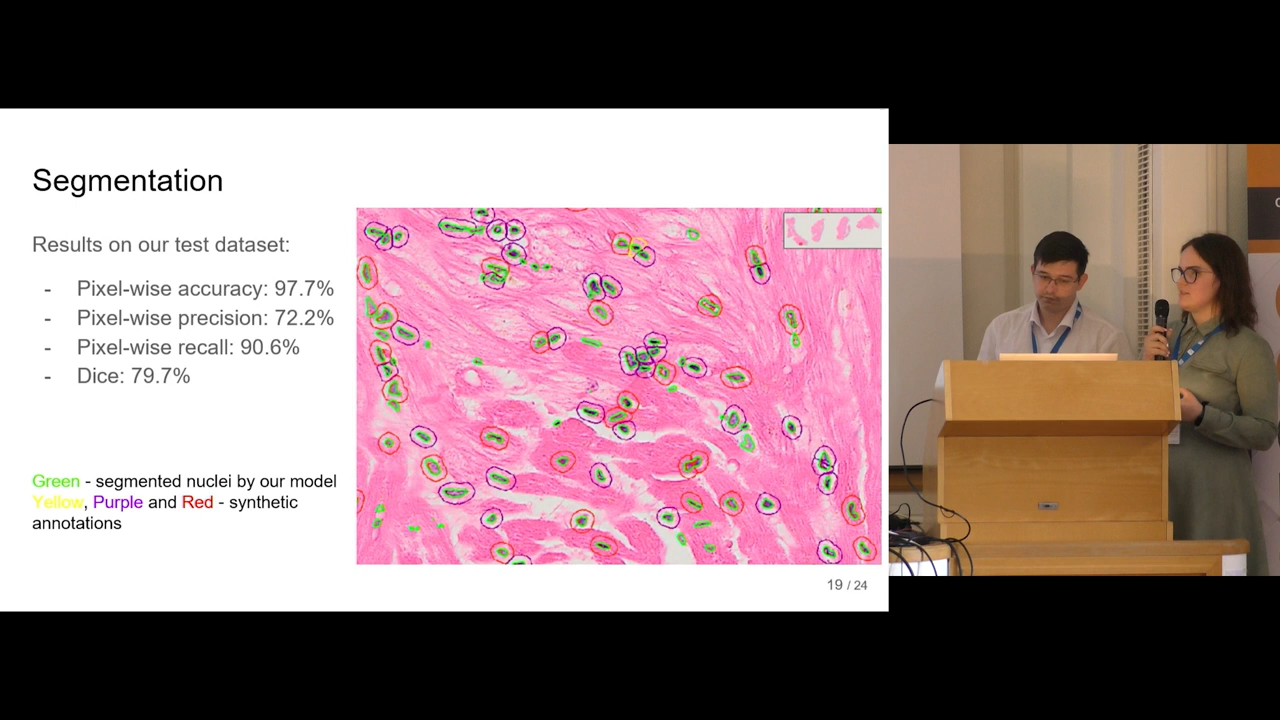 Segmentation
Results on our test dataset:
- Pixel-wise accuracy: 97.7%
- Pixel-wise precision: 72.2%
- Pixel-wise recall: 90.6%
- Dice: 79.7%
Green - segmented nuclei by our model
Yellow, Purple and Red - synthetic
annotations
19 / 24